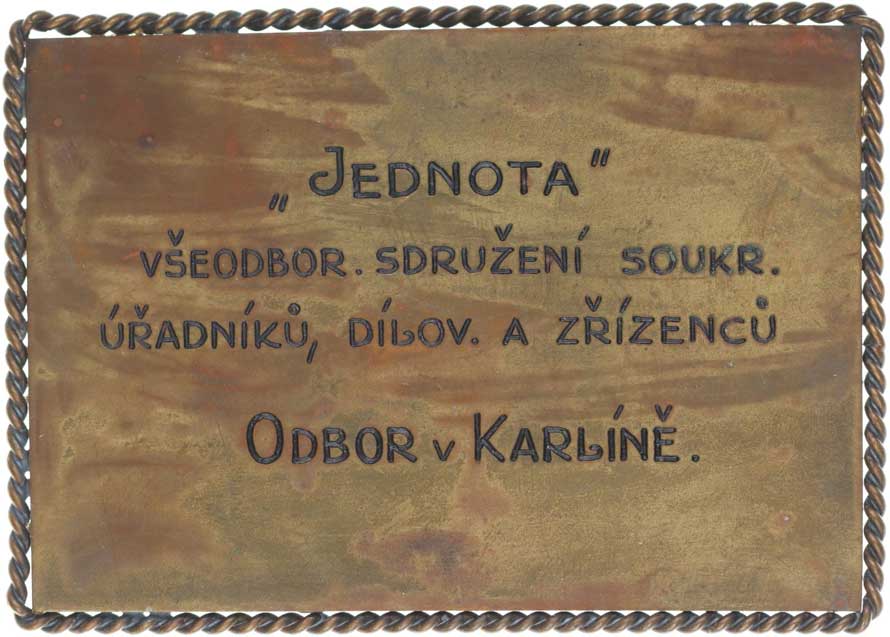 „JEDNOTA"
VŠEODBOR. SDRUŽENÍ SOUKR.
ÚŘADNÍKŮ, DÍLOV. A ZŘÍZENCŮ
ODBOR V KARLÍNĚ.